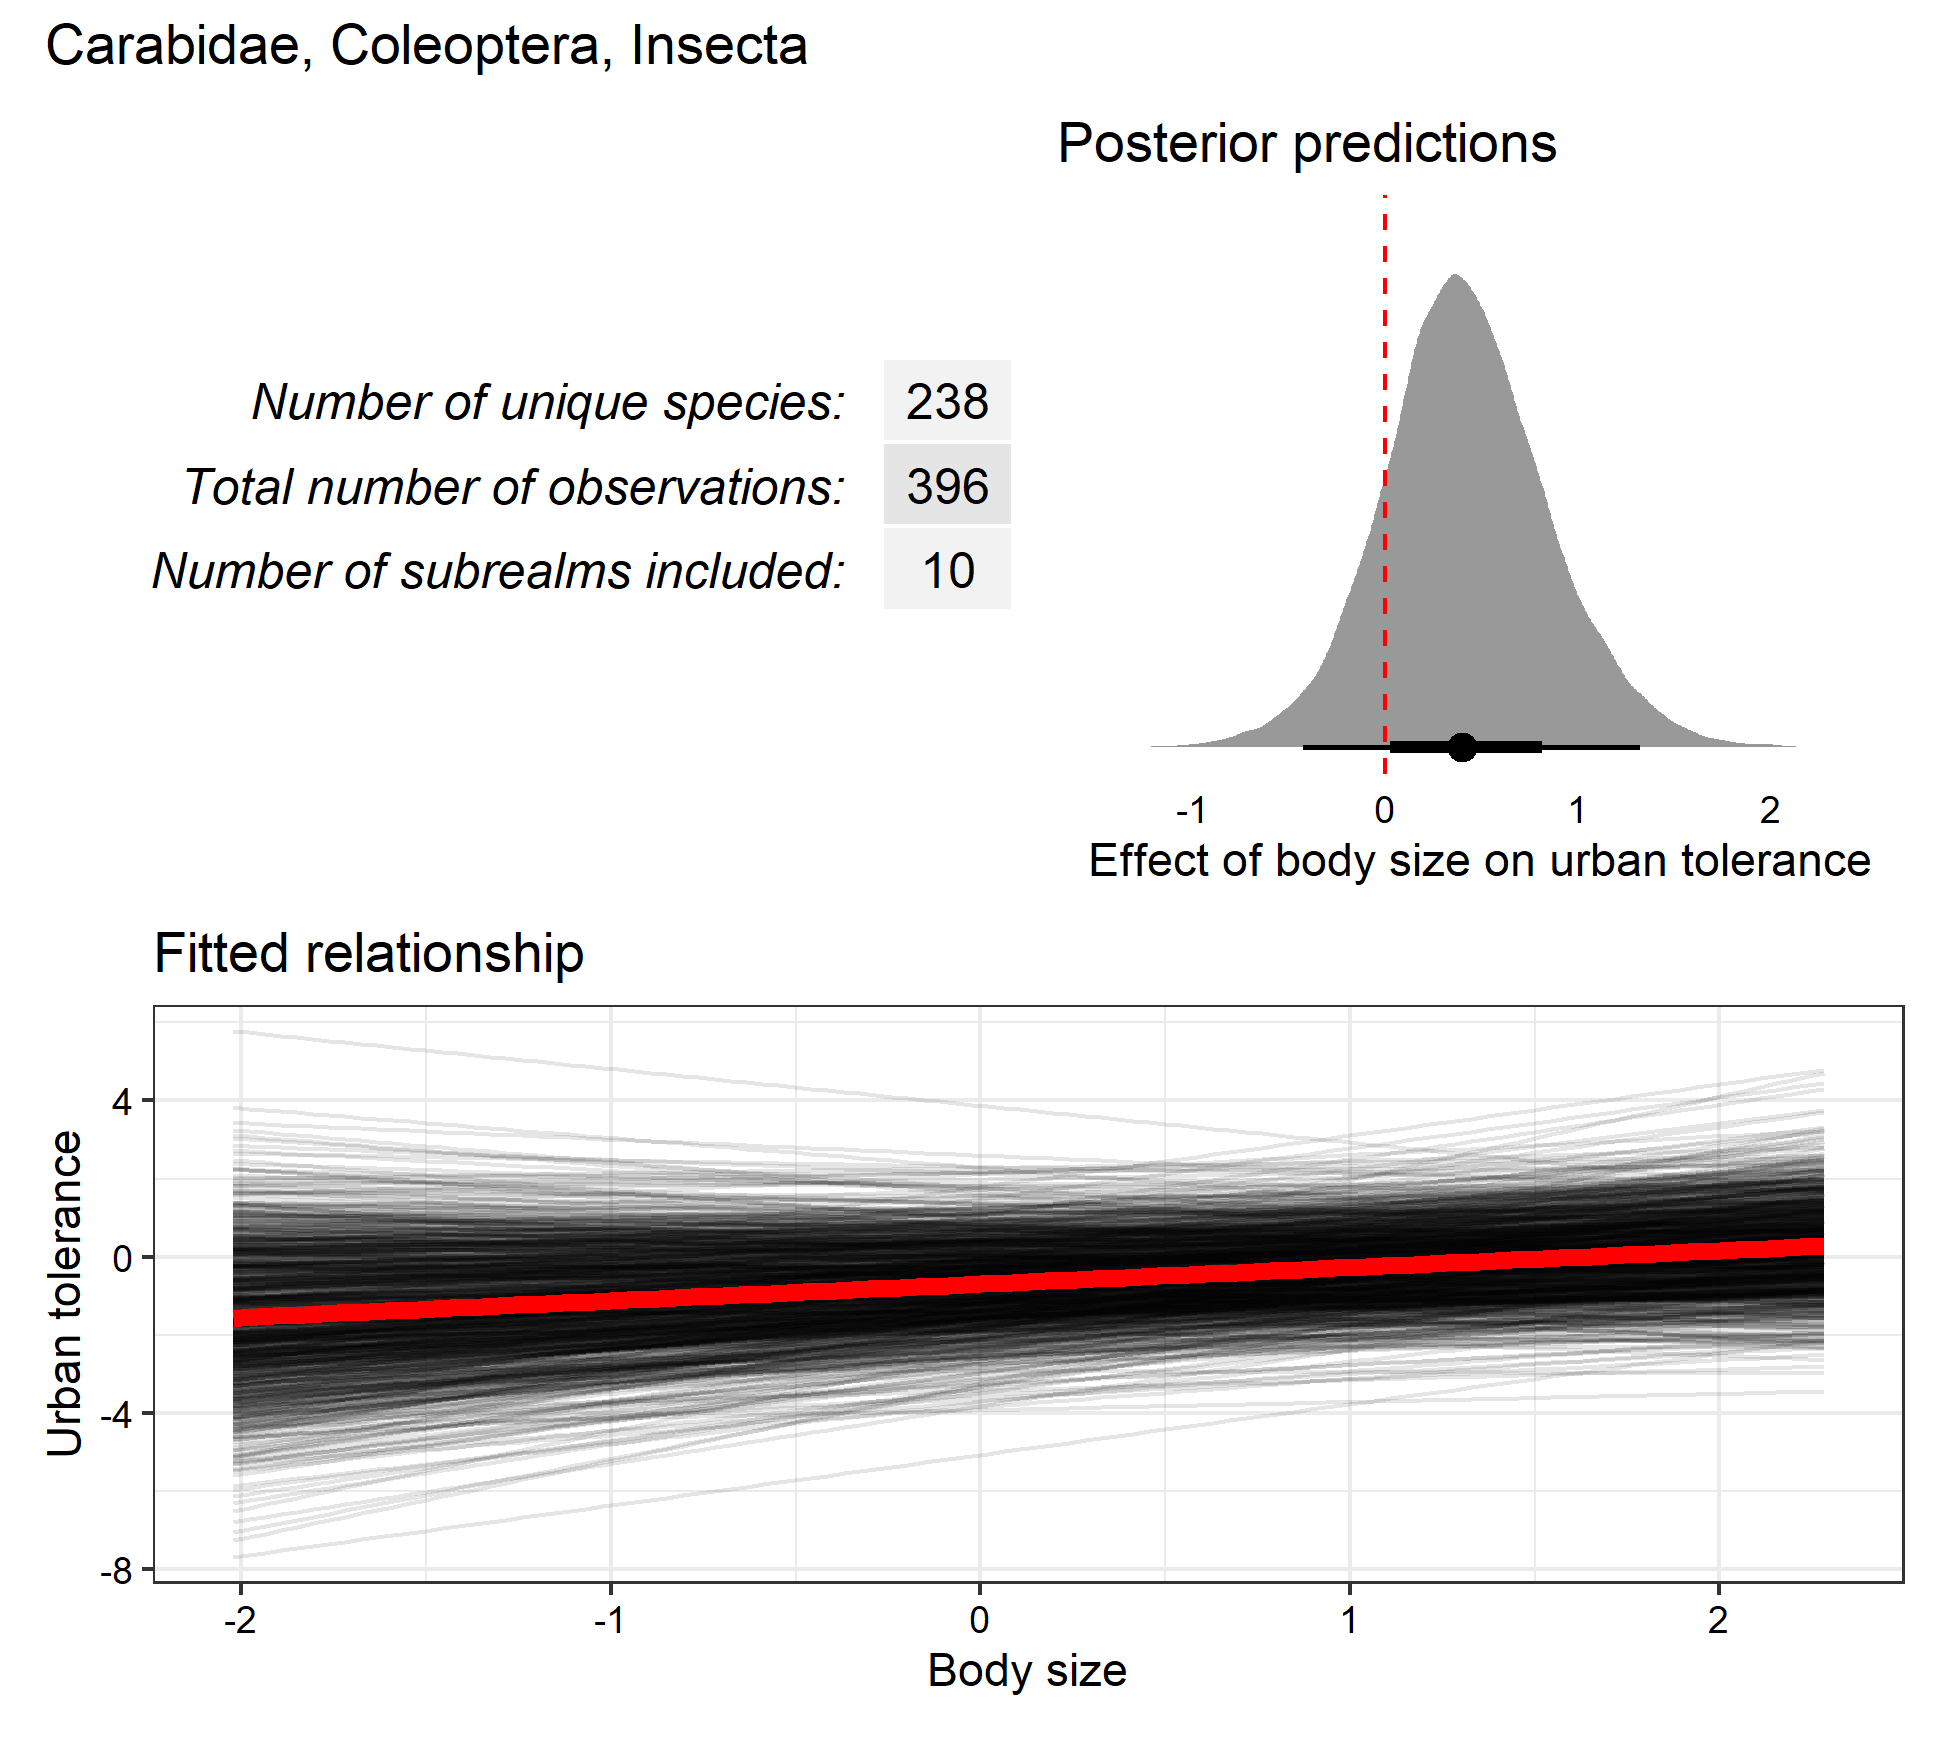 Carabidae, Coleoptera, Insecta
Posterior predictions
Number of unique species: 238
Total number of observations: 396
Number of subrealms included: 10
-1 0 1 2
Effect of body size on urban tolerance
Fitted relationship
Urban tolerance
4
0
-4
-8
-2 -1 0 1 2
Body size